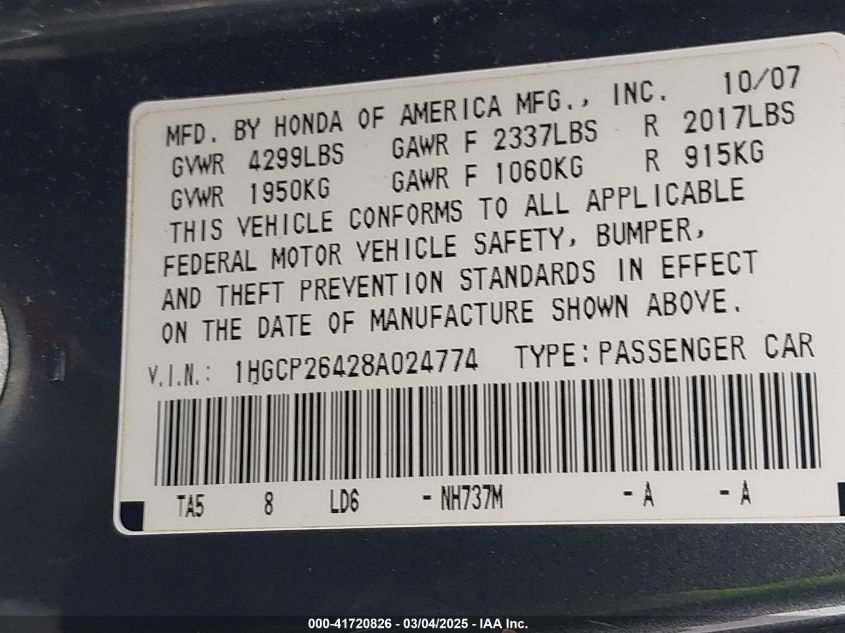 MFD. BY HONDA OF AMERICA MFG., INC. 10/07
GVWR 4299LBS GAWR F 2337LBS R 2017LBS
GVWR 1950KG GAWR F 1060KG R 915KG
THIS VEHICLE CONFORMS TO ALL APPLICABLE
FEDERAL MOTOR VEHICLE SAFETY, BUMPER,
AND THEFT PREVENTION STANDARDS IN EFFECT
ON THE DATE OF MANUFACTURE SHOWN ABOVE.
V.I.N.: 1HGCP26428A024774 TYPE: PASSENGER CAR
TA5 8 LD6 - NH737M - A - A
000-41720826 - 03/04/2025 - IAA Inc.